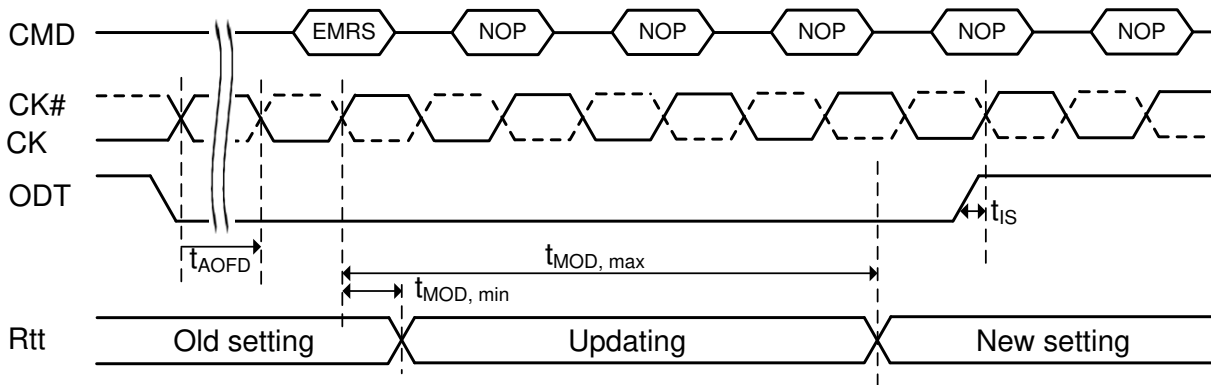 CMD EMRS NOP NOP NOP NOP NOP
CK#
CK
ODT
tIS
tAOFD
tMOD, max
tMOD, min
Rtt Old setting Updating New setting